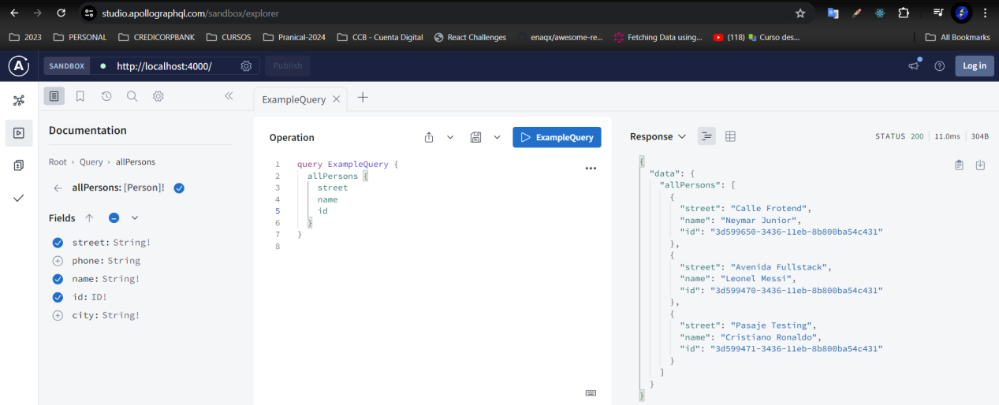 studio.apollographql.com/sandbox/explorer
2023 PERSONAL CREDICORPBANK CURSOS Pranical-2024 CCB - Cuenta Digital React Challenges enaqx/awesome-re... Fetching Data using... (118) Curso des... All Bookmarks
A SANDBOX http://localhost:4000/ Publish Log in
ExampleQuery
Documentation
Root › Query › allPersons
allPersons: [Person]!
Fields
street: String!
phone: String
name: String!
id: ID!
city: String!
Operation ExampleQuery
1 query ExampleQuery {
2 allPersons {
3 street
4 name
5 id
6 }
7 }
8
Response STATUS 200 11.0ms 304B
{
"data": {
"allPersons": [
{
"street": "Calle Frotend",
"name": "Neymar Junior",
"id": "3d599650-3436-11eb-8b800ba54c431"
},
{
"street": "Avenida Fullstack",
"name": "Leonel Messi",
"id": "3d599470-3436-11eb-8b800ba54c431"
},
{
"street": "Pasaje Testing",
"name": "Cristiano Ronaldo",
"id": "3d599471-3436-11eb-8b800ba54c431"
}
]
}
}